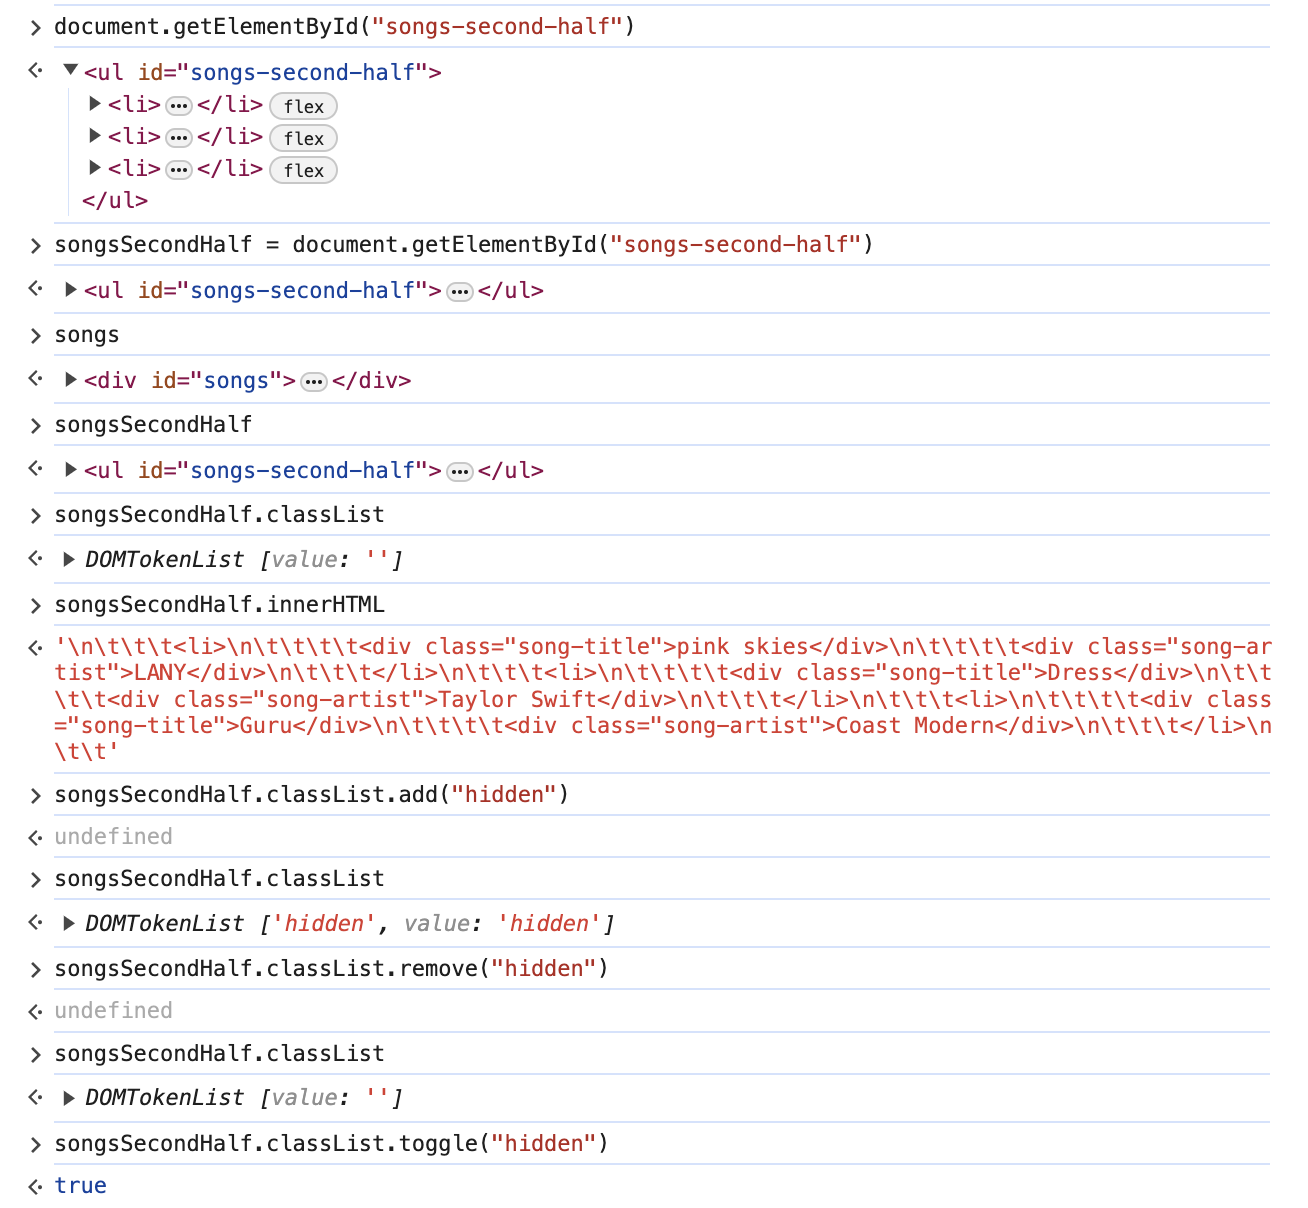 > document.getElementById("songs-second-half")
<· ▼<ul id="songs-second-half">
▶<li>…</li> flex
▶<li>…</li> flex
▶<li>…</li> flex
</ul>
> songsSecondHalf = document.getElementById("songs-second-half")
<· ▶<ul id="songs-second-half">…</ul>
> songs
<· ▶<div id="songs">…</div>
> songsSecondHalf
<· ▶<ul id="songs-second-half">…</ul>
> songsSecondHalf.classList
<· ▶DOMTokenList [value: '']
> songsSecondHalf.innerHTML
<· '\n\t\t\t<li>\n\t\t\t\t<div class="song-title">pink skies</div>\n\t\t\t\t<div class="song-ar
tist">LANY</div>\n\t\t\t</li>\n\t\t\t<li>\n\t\t\t\t<div class="song-title">Dress</div>\n\t\t
\t\t<div class="song-artist">Taylor Swift</div>\n\t\t\t</li>\n\t\t\t<li>\n\t\t\t\t<div class
="song-title">Guru</div>\n\t\t\t\t<div class="song-artist">Coast Modern</div>\n\t\t\t</li>\n
\t\t'
> songsSecondHalf.classList.add("hidden")
<· undefined
> songsSecondHalf.classList
<· ▶DOMTokenList ['hidden', value: 'hidden']
> songsSecondHalf.classList.remove("hidden")
<· undefined
> songsSecondHalf.classList
<· ▶DOMTokenList [value: '']
> songsSecondHalf.classList.toggle("hidden")
<· true